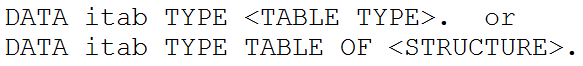 DATA itab TYPE <TABLE TYPE>.  or
DATA itab TYPE TABLE OF <STRUCTURE>.